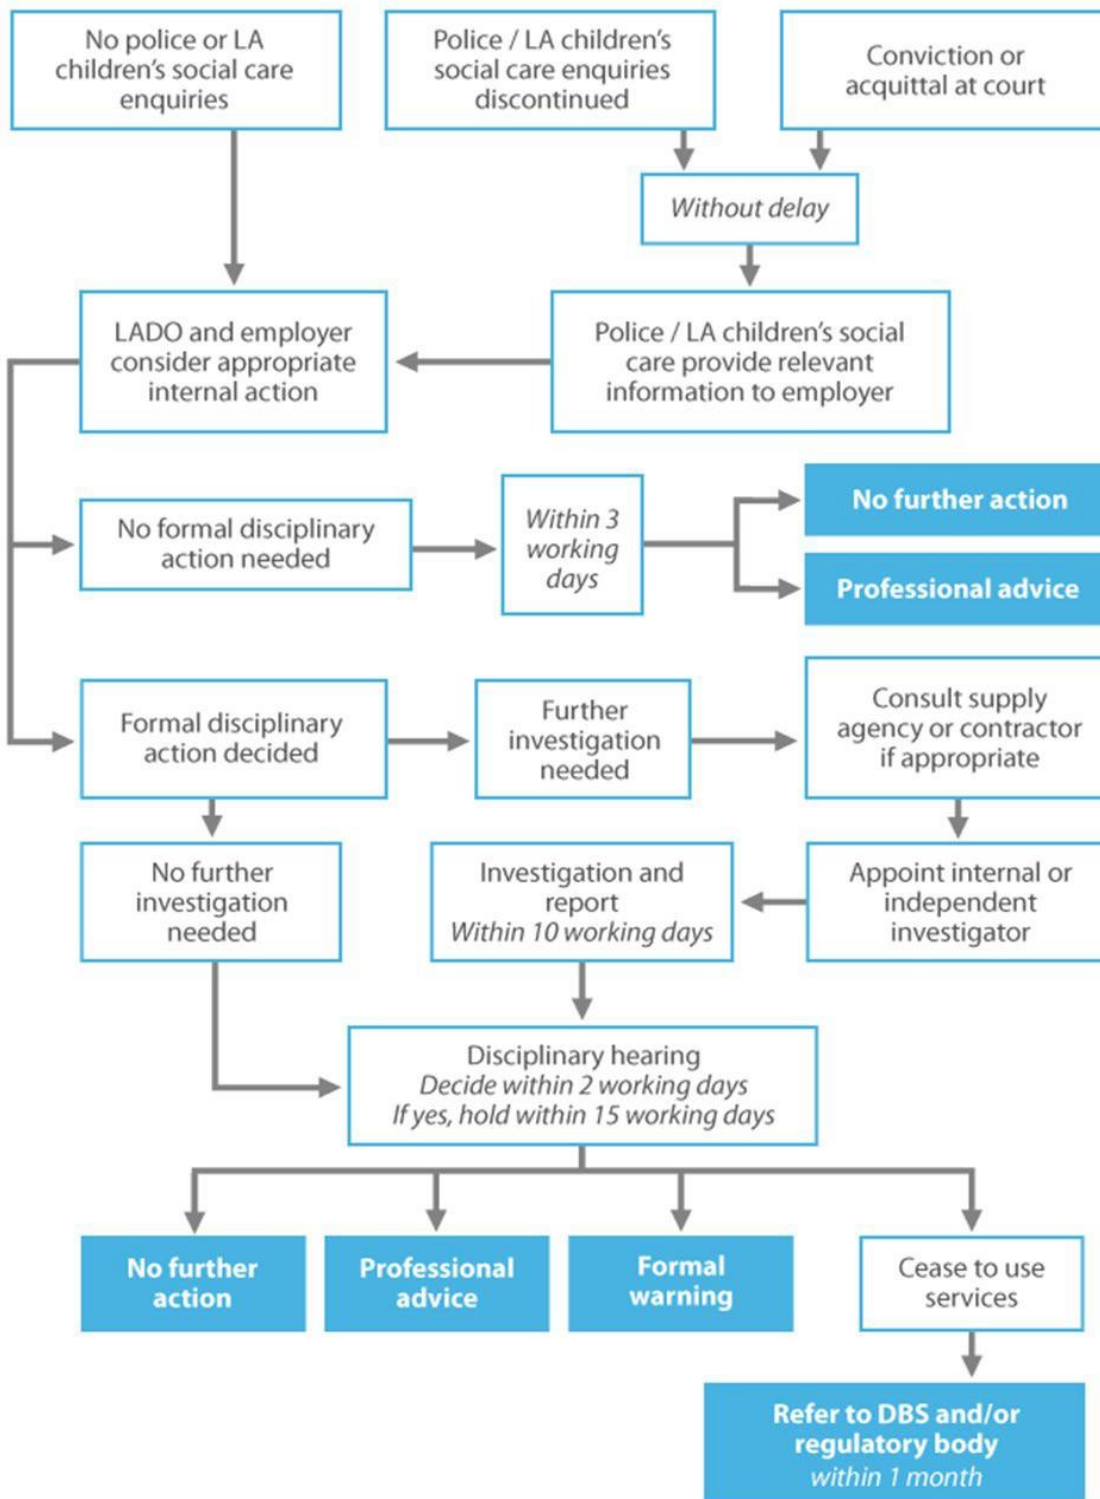 No police or LA
children's social care
enquiries
Police / LA children's
social care enquiries
discontinued
Conviction or
acquittal at court
Without delay
LADO and employer
consider appropriate
internal action
Police / LA children's social
care provide relevant
information to employer
No formal disciplinary
action needed
Within 3
working
days
No further action
Professional advice
Formal disciplinary
action decided
Further
investigation
needed
Consult supply
agency or contractor
if appropriate
No further
investigation
needed
Investigation and
report
Within 10 working days
Appoint internal or
independent
investigator
Disciplinary hearing
Decide within 2 working days
If yes, hold within 15 working days
No further
action
Professional
advice
Formal
warning
Cease to use
services
Refer to DBS and/or
regulatory body
within 1 month